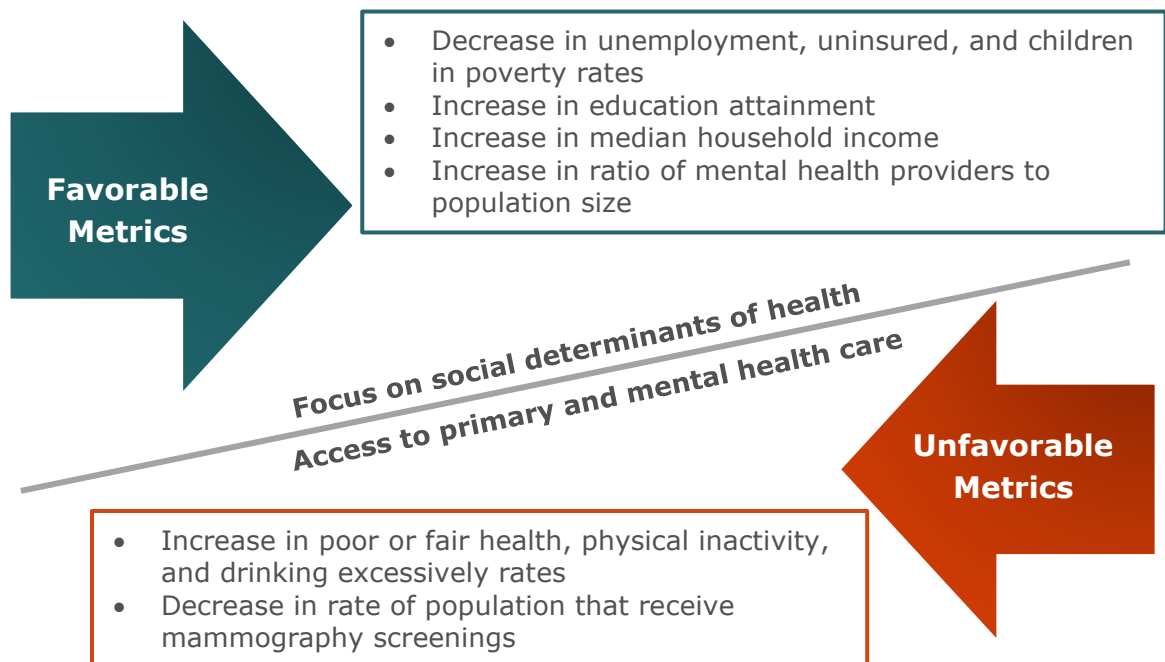 • Decrease in unemployment, uninsured, and children
in poverty rates
• Increase in education attainment
• Increase in median household income
• Increase in ratio of mental health providers to
population size
Favorable
Metrics
Focus on social determinants of health
Access to primary and mental health care
Unfavorable
Metrics
• Increase in poor or fair health, physical inactivity,
and drinking excessively rates
• Decrease in rate of population that receive
mammography screenings